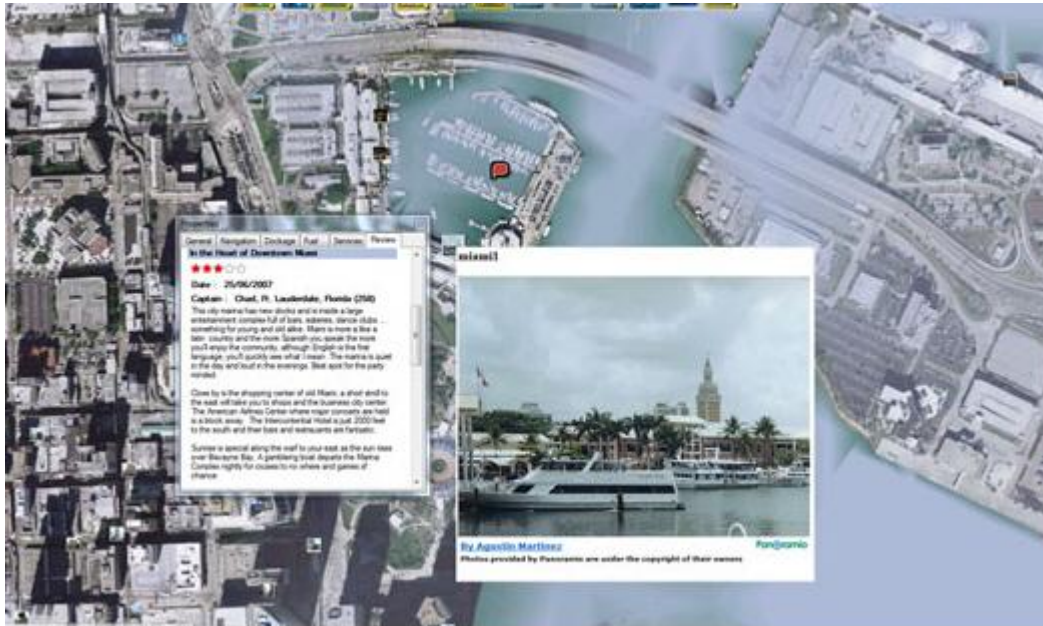 General Navigation Dockage Fuel Services Review
In the Heart of Downtown Miami
Date : 25/06/2007
Captain : Chad, Ft. Lauderdale, Florida (250)
This city marina has new docks and is inside a large
entertainment complex full of bars, eateries, dance clubs ...
something for young and old alike. Miami is more a like a
latin country and the more Spanish you speak the more
you'll enjoy the community, although English is the first
language, you'll quickly see what I mean. The marina is quiet
in the day and loud in the evenings. Best spot for the party
minded.
Close by is the shopping center of old Miami, a short stroll to
the east will take you to shops and the business city center.
The American Airlines Center where major concerts are held
is a block away. The Intercontental Hotel is just 2000 feet
to the south and their bars and restaurants are fantastic.
Sunrise is special along the wall to your east as the sun rises
over Biscayne Bay. A gambling boat departs the Marina
Complex nightly for cruises to no where and games of
chance
miami1
By Agustin Martinez
Panoramio
Photos provided by Panoramio are under the copyright of their owners